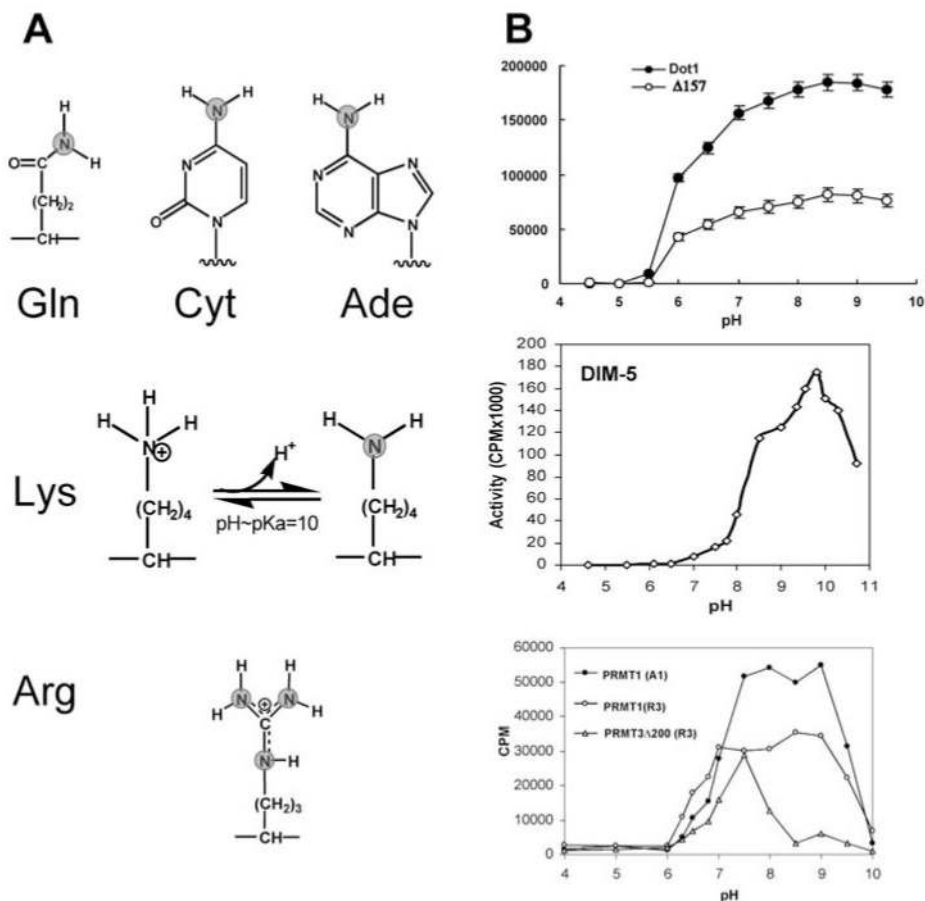 A
H H
N
O=C H
(CH₂)₂
CH
Gln
H H
N
N
O N
Cyt
H H
N
N N
N N
Ade
Lys
H
H H
N⊕
(CH₂)₄
CH
H⁺
pH~pKa=10
H H
N
(CH₂)₄
CH
Arg
H H
N ⊕ N
H C H
N-H
(CH₂)₃
CH
B
Dot1
Δ157
200000
150000
100000
50000
0
4 5 6 7 8 9 10
pH
DIM-5
Activity (CPMx1000)
200
180
160
140
120
100
80
60
40
20
0
4 5 6 7 8 9 10 11
pH
PRMT1 (A1)
PRMT1(R3)
PRMT3Δ200 (R3)
CPM
60000
50000
40000
30000
20000
10000
0
4 5 6 7 8 9 10
pH